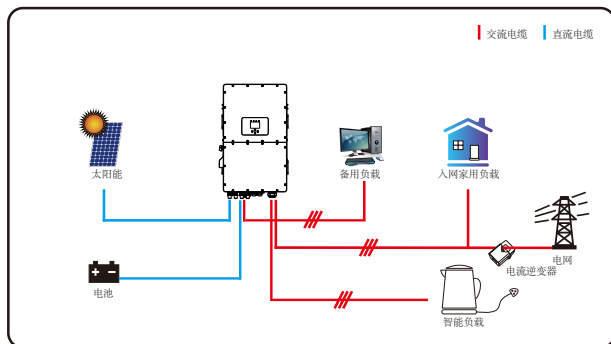 交流电缆 直流电缆
太阳能
备用负载
入网家用负载
电网
电流逆变器
电池
智能负载